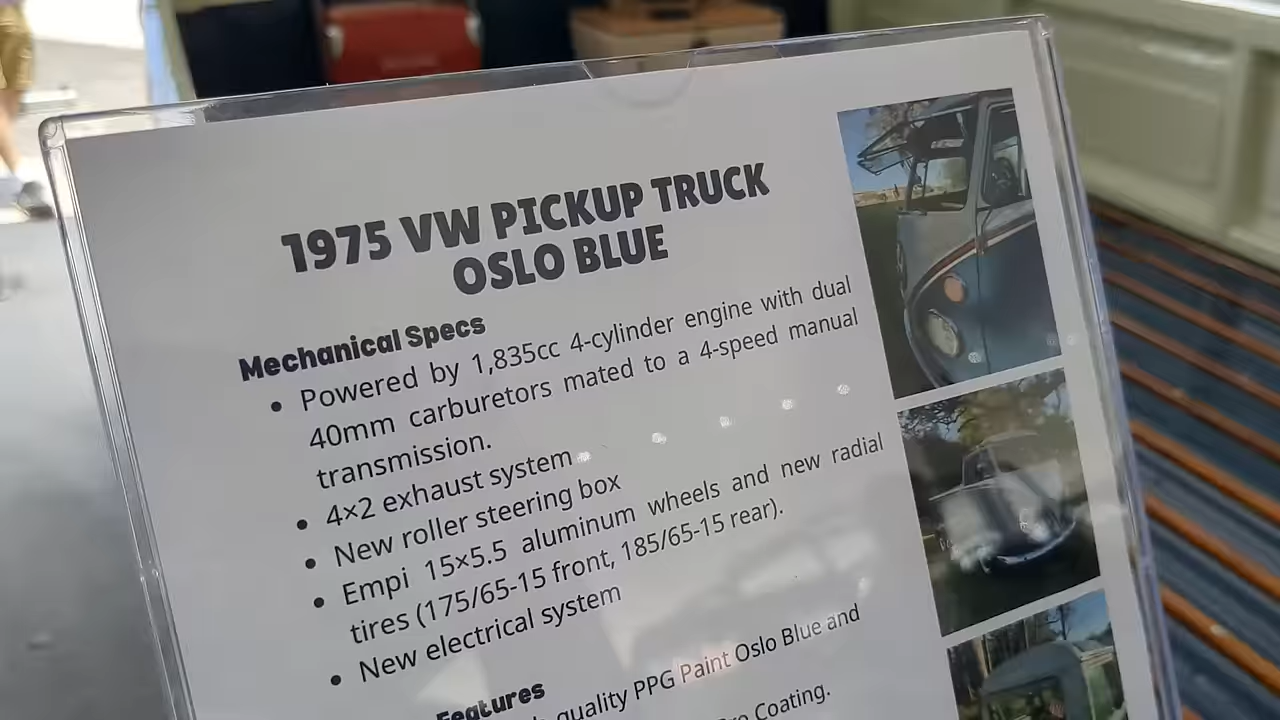 1975 VW PICKUP TRUCK
OSLO BLUE
Mechanical Specs
• Powered by 1,835cc 4-cylinder engine with dual
40mm carburetors mated to a 4-speed manual
transmission.
• 4×2 exhaust system
• New roller steering box
• Empi 15×5.5 aluminum wheels and new radial
tires (175/65-15 front, 185/65-15 rear).
• New electrical system
Features
quality PPG Paint Oslo Blue and
Coating.